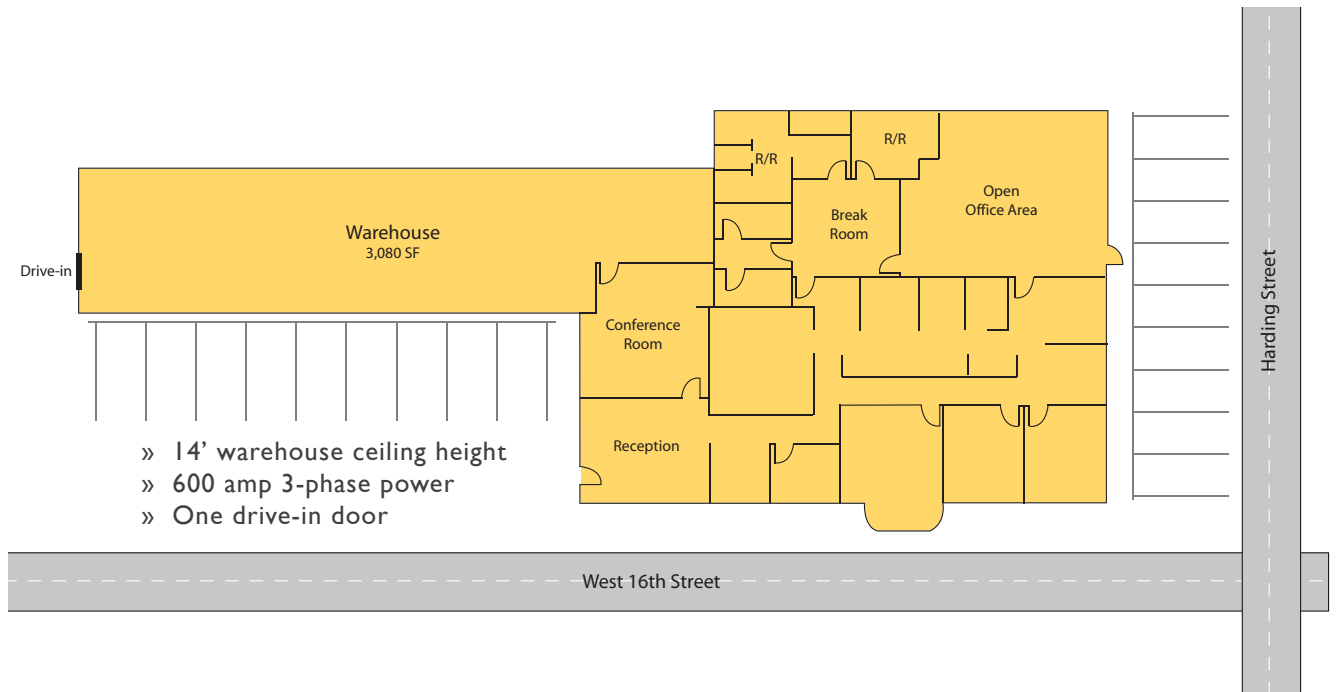 R/R
R/R
Open
Office Area
Break
Room
Warehouse
3,080 SF
Drive-in
Conference
Room
Reception
» 14’ warehouse ceiling height
» 600 amp 3-phase power
» One drive-in door
Harding Street
West 16th Street